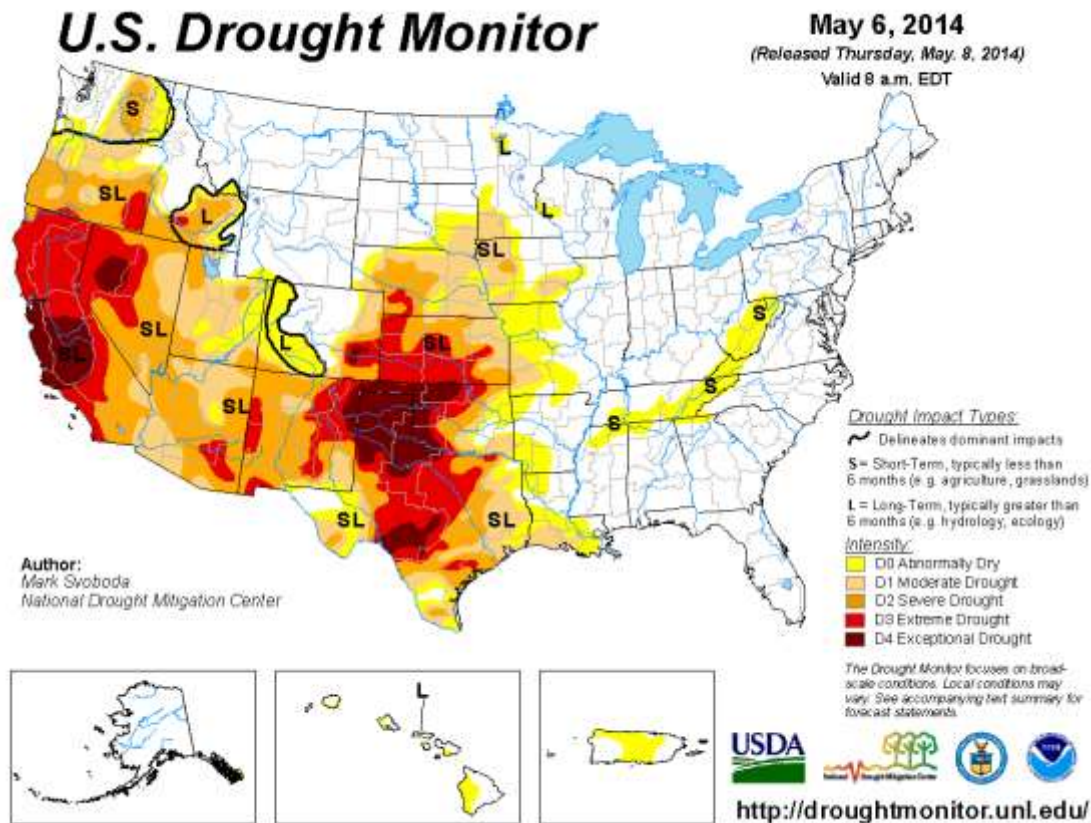 U.S. Drought Monitor
May 6, 2014
(Released Thursday, May. 8, 2014)
Valid 8 a.m. EDT
S
L
L
SL
L
SL
S
SL
SL
SL
L
S
SL
S
SL
SL
Drought Impact Types:
Delineates dominant impacts
S = Short-Term, typically less than
6 months (e.g. agriculture, grasslands)
L = Long-Term, typically greater than
6 months (e.g. hydrology, ecology)
Intensity:
D0 Abnormally Dry
D1 Moderate Drought
D2 Severe Drought
D3 Extreme Drought
D4 Exceptional Drought
Author:
Mark Svoboda
National Drought Mitigation Center
The Drought Monitor focuses on broad-
scale conditions. Local conditions may
vary. See accompanying text summary for
forecast statements.
L
USDA
National Drought Mitigation Center
http://droughtmonitor.unl.edu/